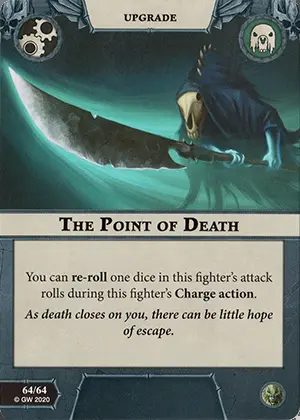 UPGRADE
THE POINT OF DEATH
You can re-roll one dice in this fighter's attack
rolls during this fighter's Charge action.
As death closes on you, there can be little hope
of escape.
64/64
© GW 2020